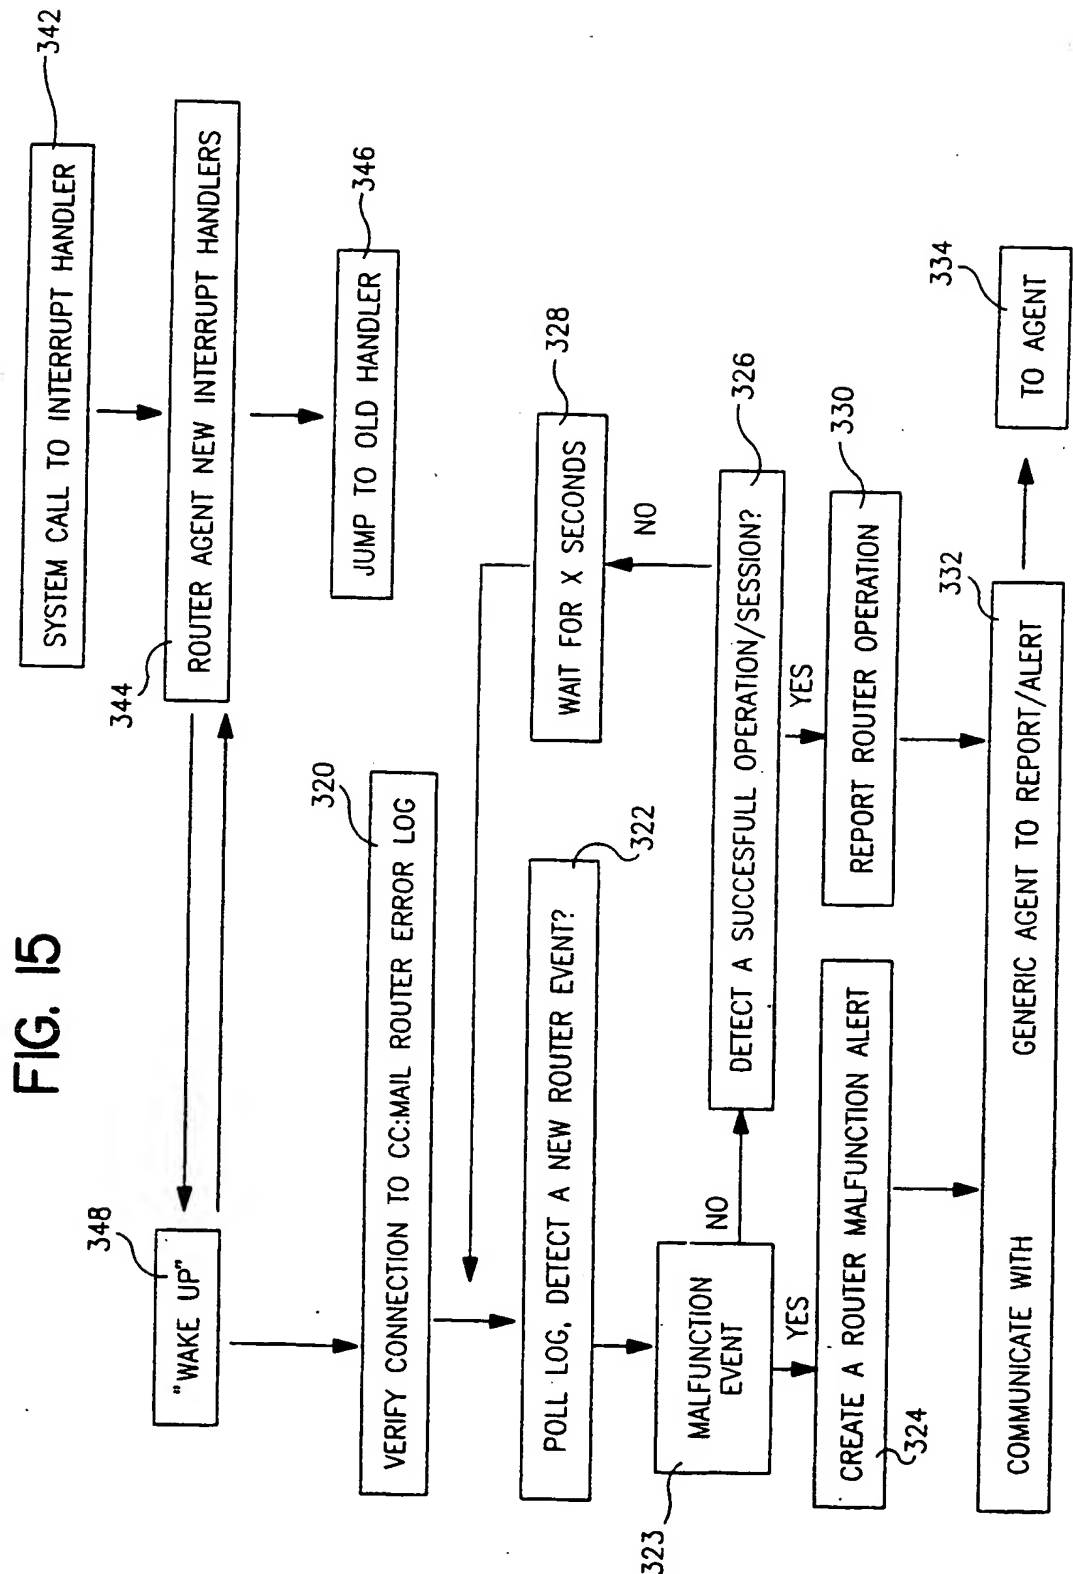 FIG. 15
342
SYSTEM CALL TO INTERRUPT HANDLER
344
ROUTER AGENT NEW INTERRUPT HANDLERS
346
JUMP TO OLD HANDLER
348
"WAKE UP"
320
VERIFY CONNECTION TO CC:MAIL ROUTER ERROR LOG
328
WAIT FOR X SECONDS
322
POLL LOG, DETECT A NEW ROUTER EVENT?
NO
323
MALFUNCTION
EVENT
NO
326
DETECT A SUCCESFULL OPERATION/SESSION?
YES
YES
324
CREATE A ROUTER MALFUNCTION ALERT
330
REPORT ROUTER OPERATION
332
COMMUNICATE WITH GENERIC AGENT TO REPORT/ALERT
334
TO AGENT